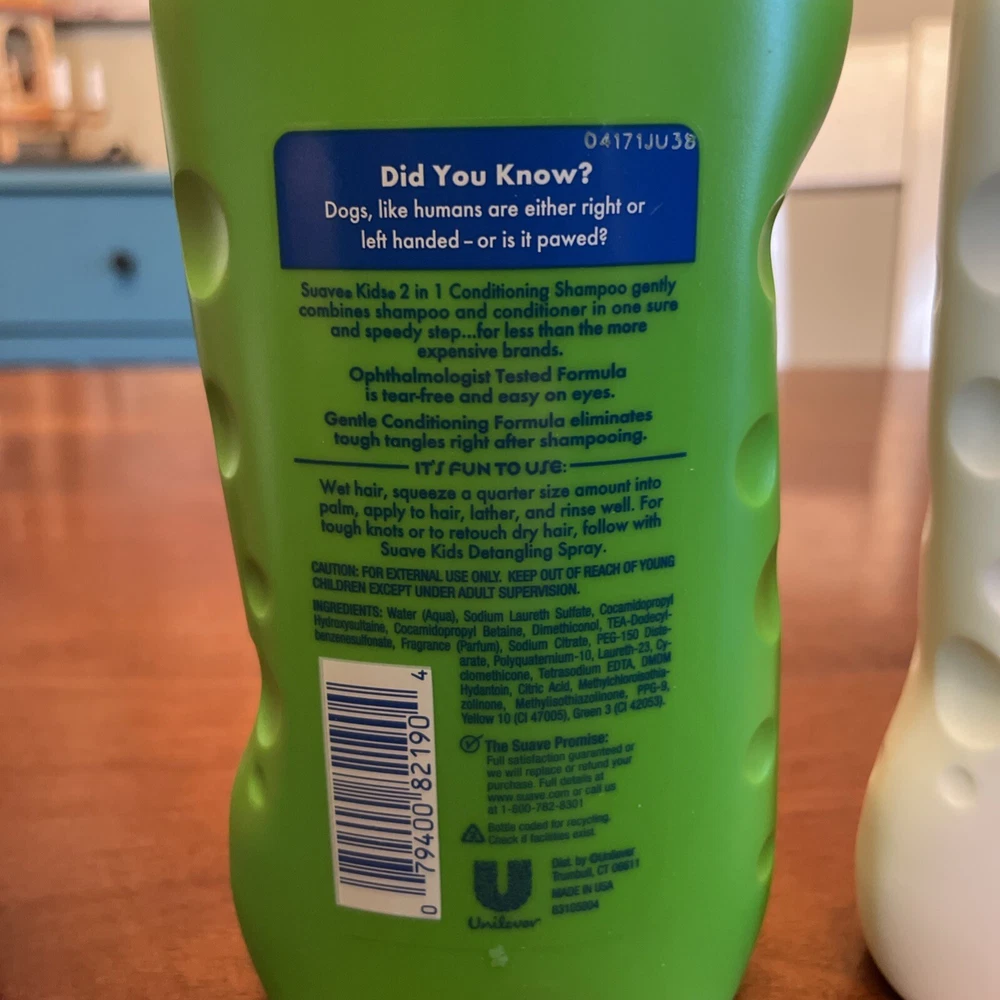 04171JU38
Did You Know?
Dogs, like humans are either right or
left handed – or is it pawed?
Suave® Kids® 2 in 1 Conditioning Shampoo gently
combines shampoo and conditioner in one sure
and speedy step...for less than the more
expensive brands.
Ophthalmologist Tested Formula
is tear-free and easy on eyes.
Gentle Conditioning Formula eliminates
tough tangles right after shampooing.
IT'S FUN TO USE:
Wet hair, squeeze a quarter size amount into
palm, apply to hair, lather, and rinse well. For
tough knots or to retouch dry hair, follow with
Suave Kids Detangling Spray.
CAUTION: FOR EXTERNAL USE ONLY. KEEP OUT OF REACH OF YOUNG
CHILDREN EXCEPT UNDER ADULT SUPERVISION.
INGREDIENTS: Water (Aqua), Sodium Laureth Sulfate, Cocamidopropyl
Hydroxysultaine, Cocamidopropyl Betaine, Dimethiconol, TEA-Dodecyl-
benzenesulfonate, Fragrance (Parfum), Sodium Citrate, PEG-150 Diste-
arate, Polyquaternium-10, Laureth-23, Cy-
clomethicone, Tetrasodium EDTA, DMDM
Hydantoin, Citric Acid, Methylchloroisothia-
zolinone, Methylisothiazolinone, PPG-9,
Yellow 10 (CI 47005), Green 3 (CI 42053).
The Suave Promise:
Full satisfaction guaranteed or
we will replace or refund your
purchase. Full details at
www.suave.com or call us
at 1-800-782-8301
Bottle coded for recycling.
Check if facilities exist.
Dist. by ©Unilever
Trumbull, CT 06611
MADE IN USA
83105994
Unilever
0 79400 82190 4